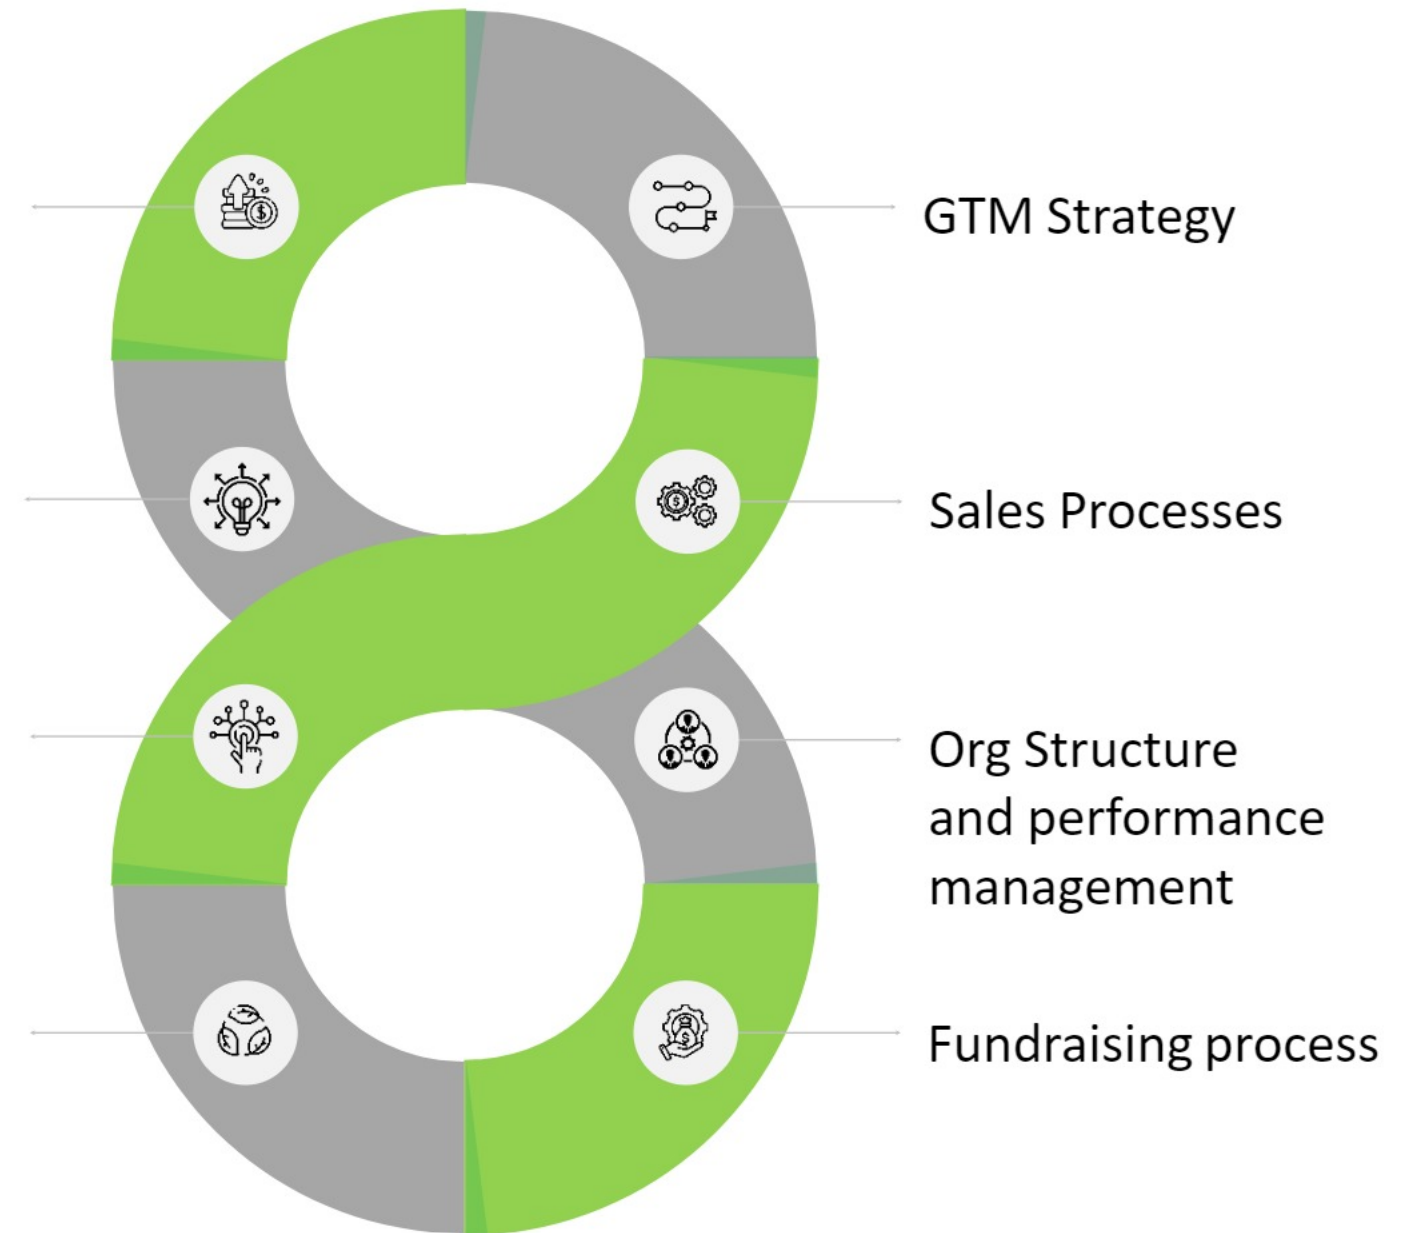 GTM Strategy
Sales Processes
Org Structure
and performance
management
Fundraising process